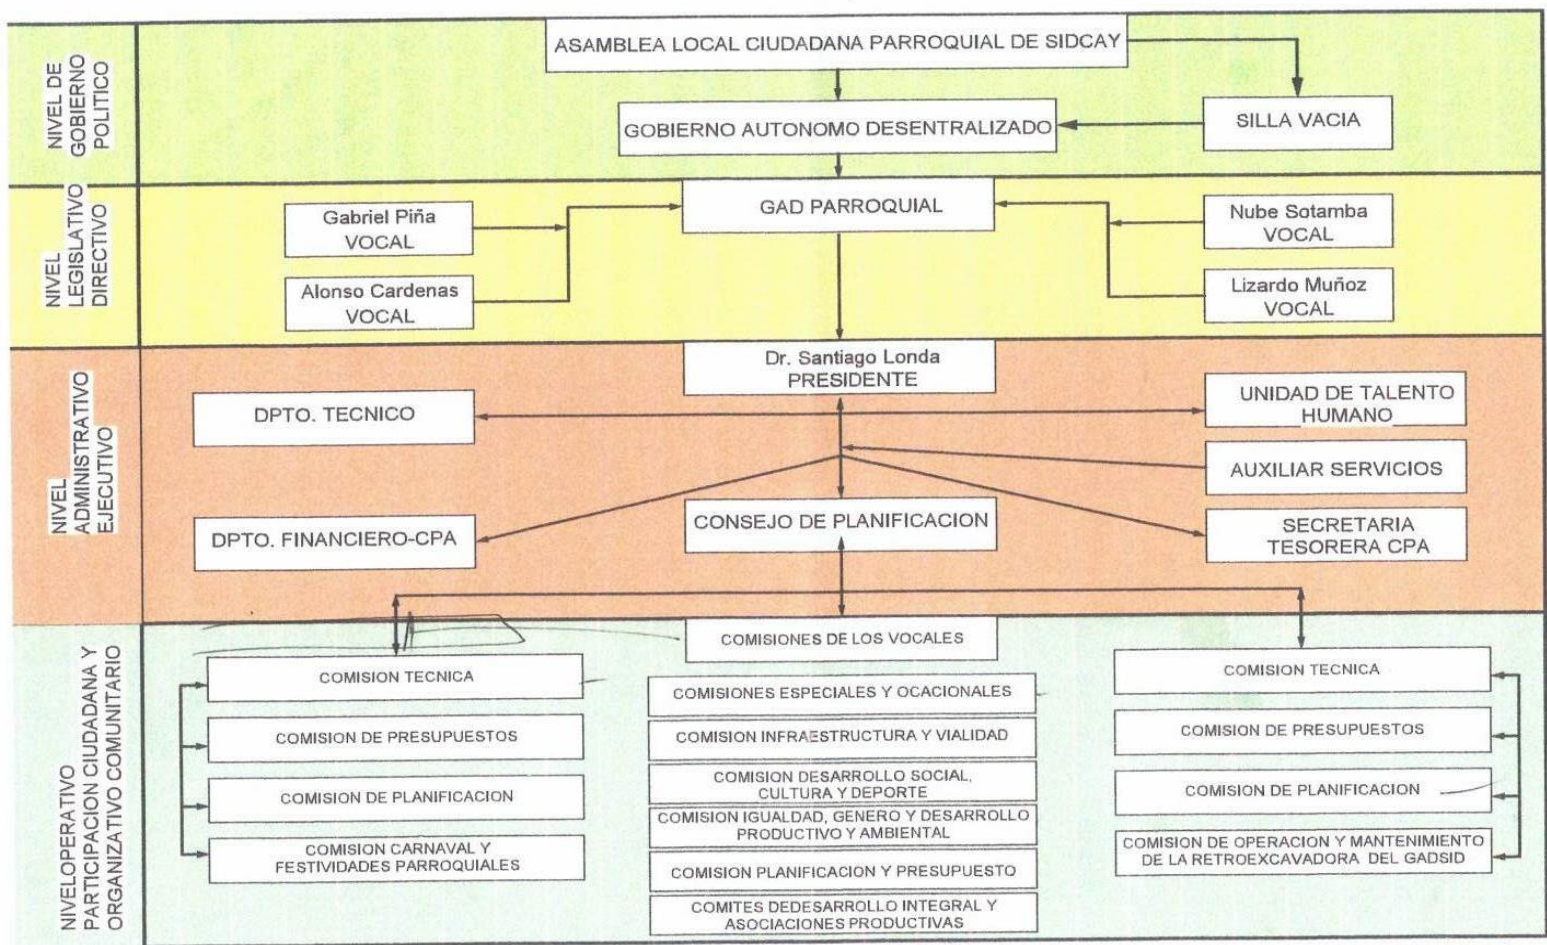 NIVEL DE
GOBIERNO
POLITICO
ASAMBLEA LOCAL CIUDADANA PARROQUIAL DE SIDCAY
GOBIERNO AUTONOMO DESENTRALIZADO
SILLA VACIA
NIVEL
LEGISLATIVO
DIRECTIVO
GAD PARROQUIAL
Gabriel Piña
VOCAL
Alonso Cardenas
VOCAL
Nube Sotamba
VOCAL
Lizardo Muñoz
VOCAL
NIVEL
ADMINISTRATIVO
EJECUTIVO
Dr. Santiago Londa
PRESIDENTE
DPTO. TECNICO
UNIDAD DE TALENTO
HUMANO
AUXILIAR SERVICIOS
DPTO. FINANCIERO-CPA
CONSEJO DE PLANIFICACION
SECRETARIA
TESORERA CPA
NIVELOPERATIVO
PARTICIPACION CIUDADANA Y
ORGANIZATIVO COMUNITARIO
COMISION TECNICA
COMISION DE PRESUPUESTOS
COMISION DE PLANIFICACION
COMISION CARNAVAL Y
FESTIVIDADES PARROQUIALES
COMISIONES DE LOS VOCALES
COMISIONES ESPECIALES Y OCACIONALES
COMISION INFRAESTRUCTURA Y VIALIDAD
COMISION DESARROLLO SOCIAL,
CULTURA Y DEPORTE
COMISION IGUALDAD, GENERO Y DESARROLLO
PRODUCTIVO Y AMBIENTAL
COMISION PLANIFICACION Y PRESUPUESTO
COMITES DEDESARROLLO INTEGRAL Y
ASOCIACIONES PRODUCTIVAS
COMISION TECNICA
COMISION DE PRESUPUESTOS
COMISION DE PLANIFICACION
COMISION DE OPERACION Y MANTENIMIENTO
DE LA RETROEXCAVADORA DEL GADSID